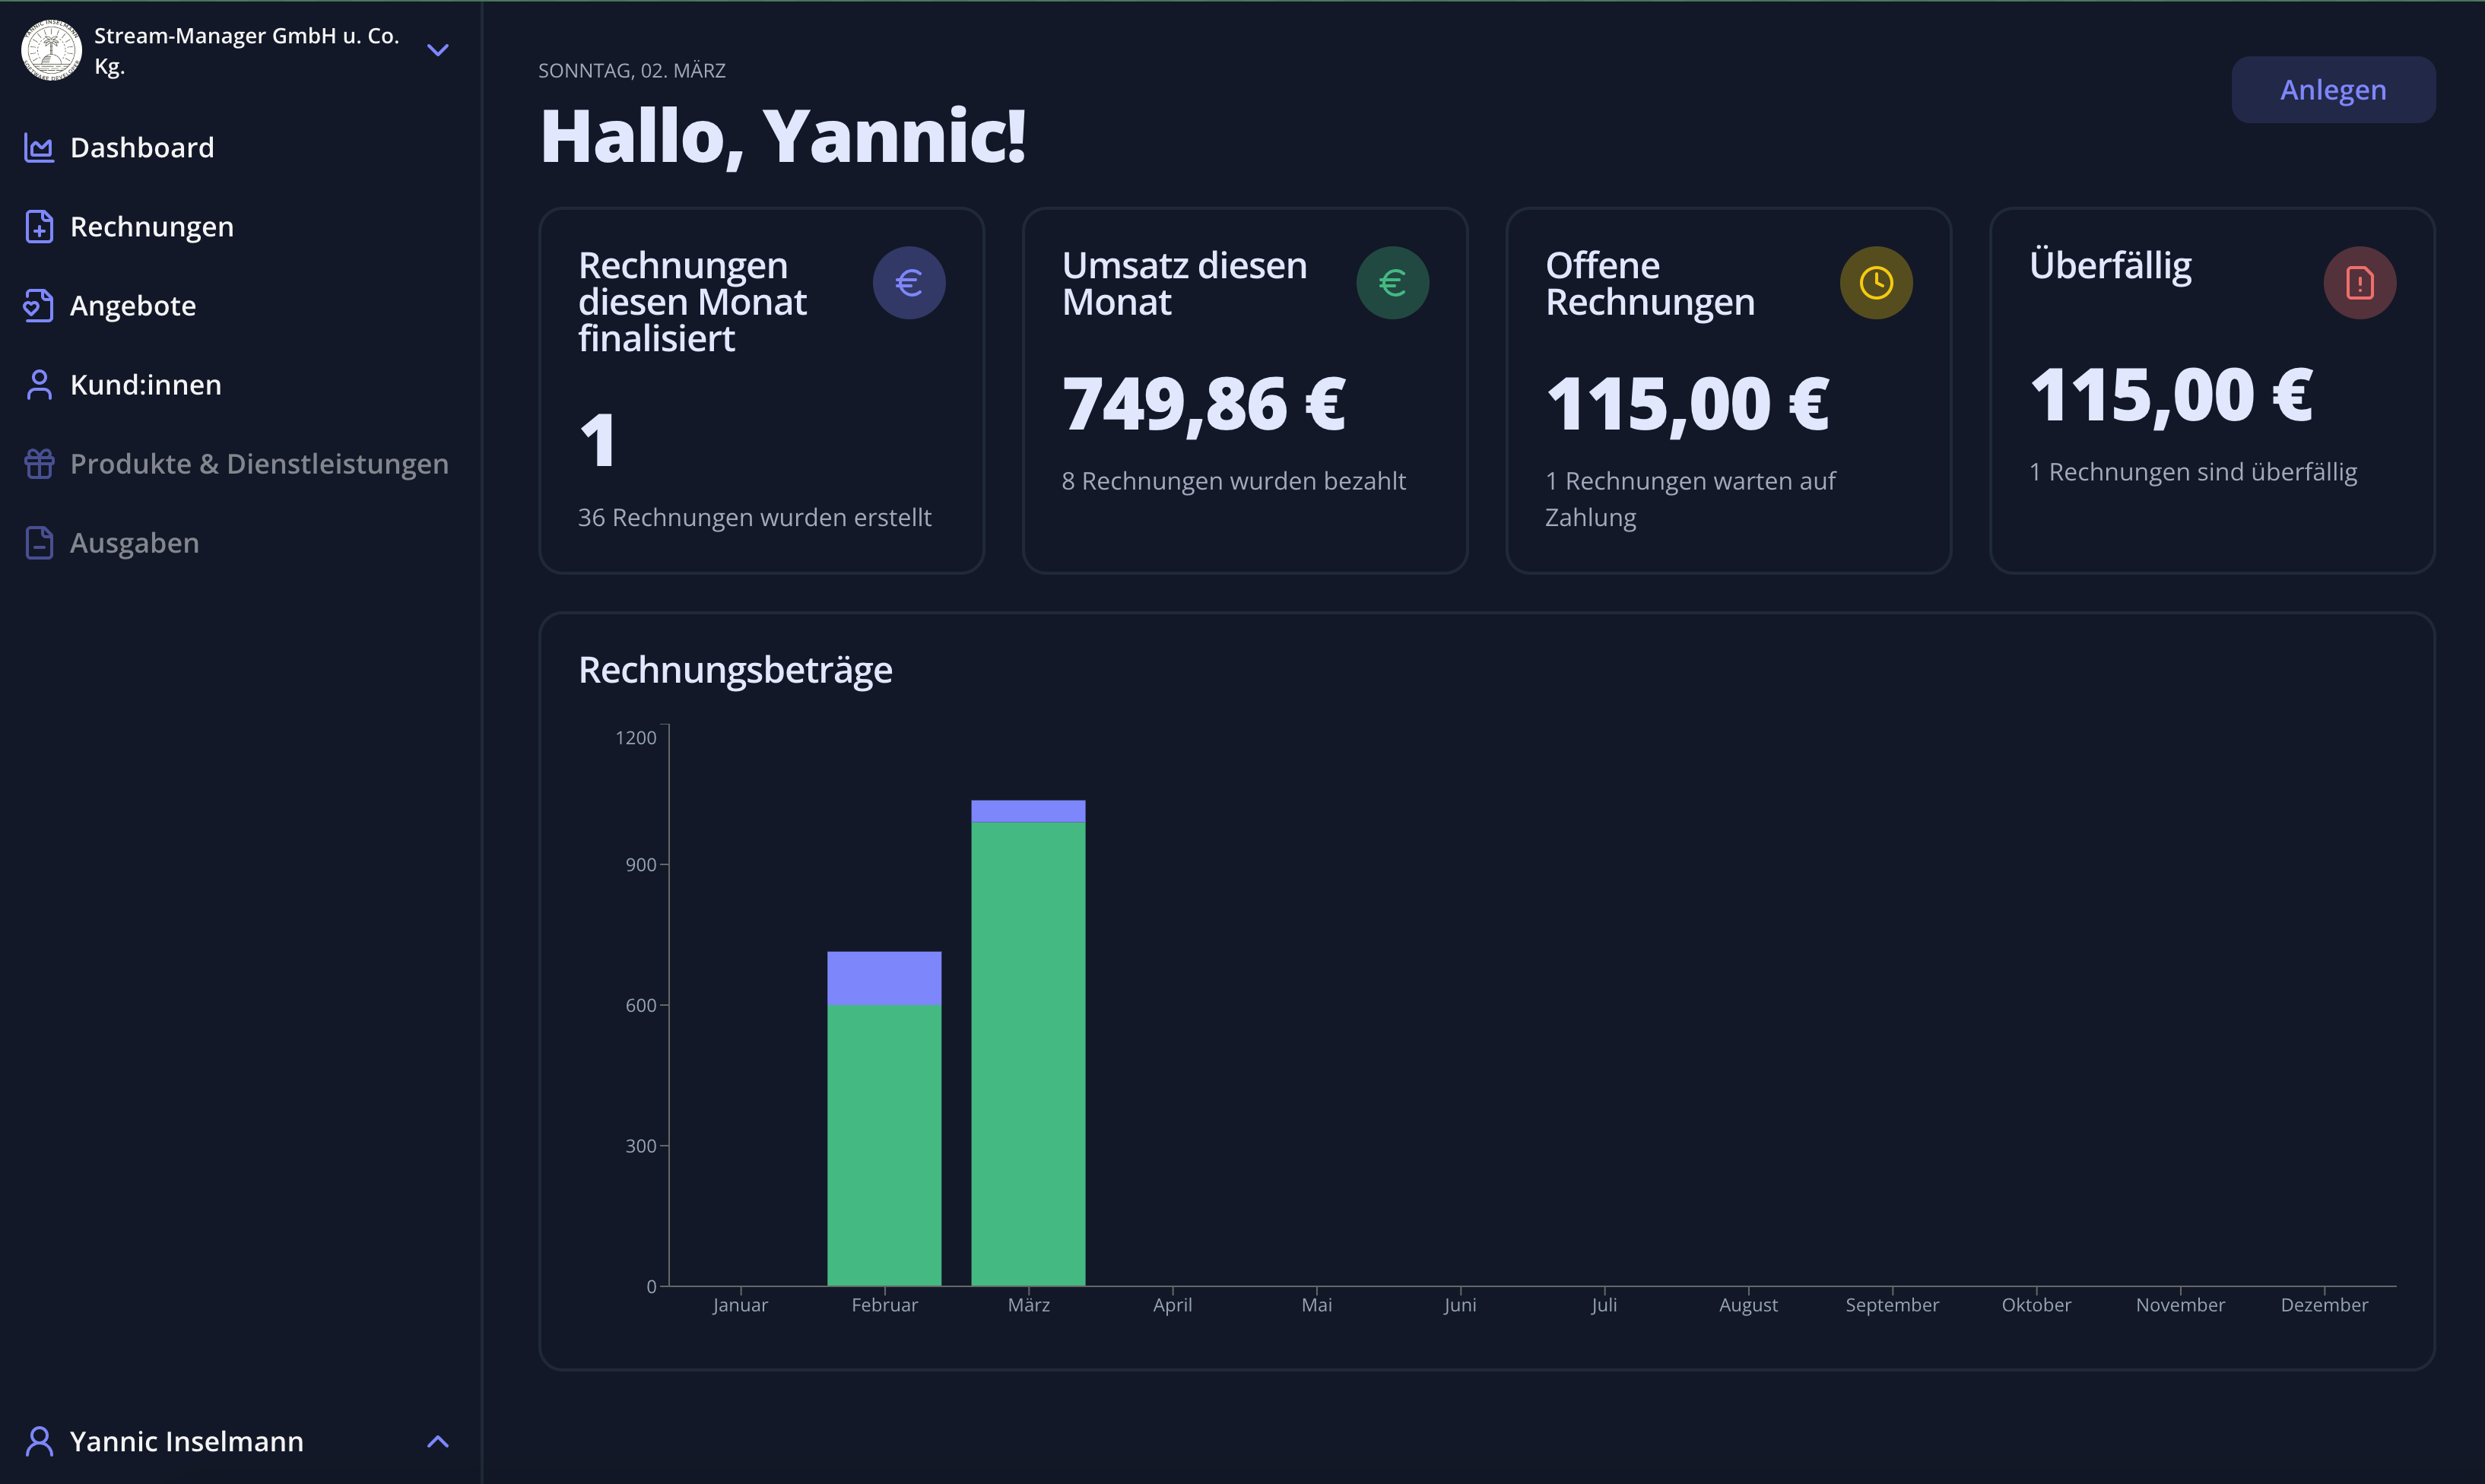 Stream-Manager GmbH u. Co.
Kg.
Dashboard
Rechnungen
Angebote
Kund:innen
Produkte & Dienstleistungen
Ausgaben
Yannic Inselmann
SONNTAG, 02. MÄRZ
Hallo, Yannic!
Anlegen
Rechnungen
diesen Monat
finalisiert
1
36 Rechnungen wurden erstellt
Umsatz diesen
Monat
749,86 €
8 Rechnungen wurden bezahlt
Offene
Rechnungen
115,00 €
1 Rechnungen warten auf
Zahlung
Überfällig
115,00 €
1 Rechnungen sind überfällig
Rechnungsbeträge
1200
900
600
300
0
Januar Februar März April Mai Juni Juli August September Oktober November Dezember